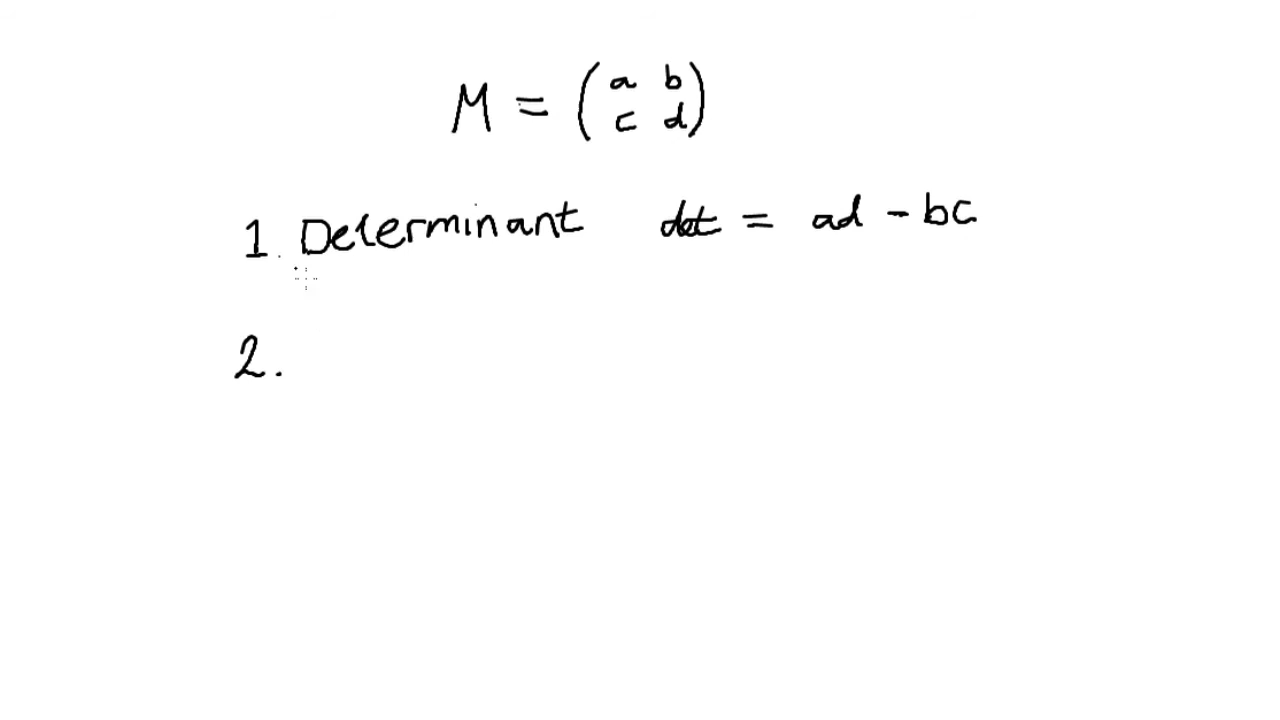 M = (a b
c d)
1. Determinant det = ad - bc
2.